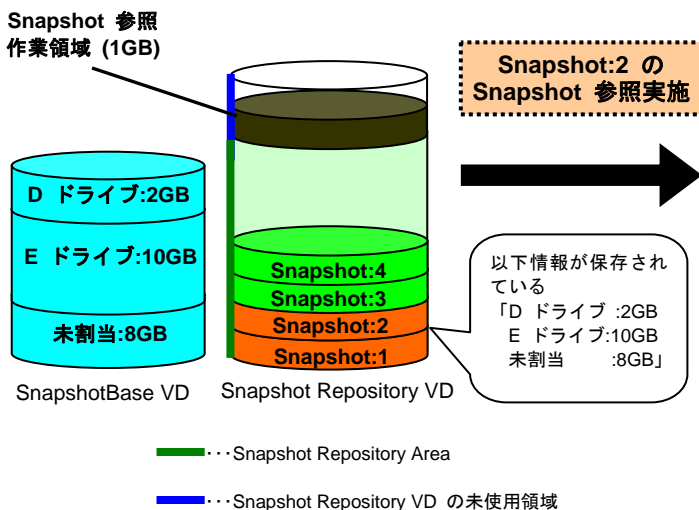 Snapshot 参照
作業領域 (1GB)
Snapshot:2 の
Snapshot 参照実施
D ドライブ:2GB
E ドライブ:10GB
未割当:8GB
SnapshotBase VD
Snapshot:4
Snapshot:3
Snapshot:2
Snapshot:1
Snapshot Repository VD
以下情報が保存され
ている
「D ドライブ :2GB
E ドライブ:10GB
未割当 :8GB」
･･･Snapshot Repository Area
･･･Snapshot Repository VD の未使用領域